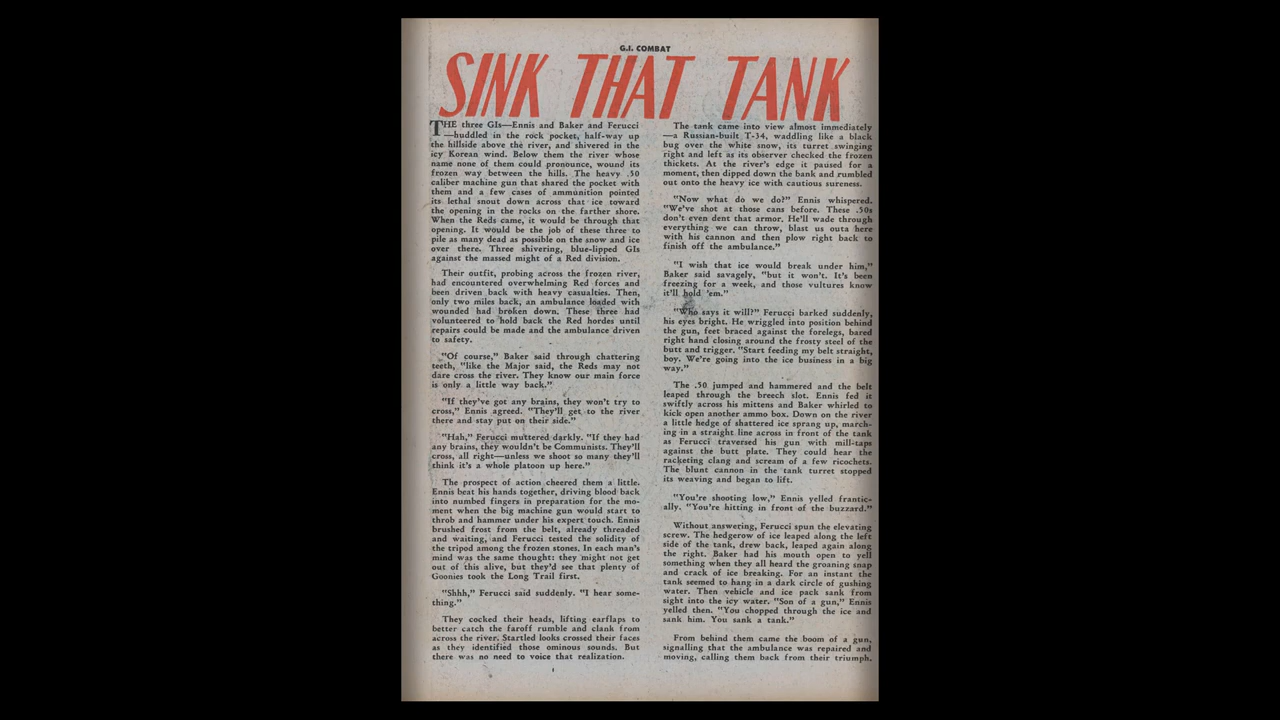 G.I. COMBAT
SINK THAT TANK
THE three GIs—Ennis and Baker and Ferucci
—huddled in the rock pocket, half-way up
the hillside above the river, and shivered in the
icy Korean wind. Below them the river whose
name none of them could pronounce, wound its
frozen way between the hills. The heavy .50
caliber machine gun that shared the pocket with
them and a few cases of ammunition pointed
its lethal snout down across that ice toward
the opening in the rocks on the farther shore.
When the Reds came, it would be through that
opening. It would be the job of these three to
pile as many dead as possible on the snow and ice
over there. Three shivering, blue-lipped GIs
against the massed might of a Red division.
Their outfit, probing across the frozen river,
had encountered overwhelming Red forces and
been driven back with heavy casualties. Then,
only two miles back, an ambulance loaded with
wounded had broken down. These three had
volunteered to hold back the Red hordes until
repairs could be made and the ambulance driven
to safety.
"Of course," Baker said through chattering
teeth, "like the Major said, the Reds may not
dare cross the river. They know our main force
is only a little way back."
"If they've got any brains, they won't try to
cross," Ennis agreed. "They'll get to the river
there and stay put on their side."
"Hah," Ferucci muttered darkly. "If they had
any brains, they wouldn't be Communists. They'll
cross, all right—unless we shoot so many they'll
think it's a whole platoon up here."
The prospect of action cheered them a little.
Ennis beat his hands together, driving blood back
into numbed fingers in preparation for the mo-
ment when the big machine gun would start to
throb and hammer under his expert touch. Ennis
brushed frost from the belt, already threaded
and waiting, and Ferucci tested the solidity of
the tripod among the frozen stones. In each man's
mind was the same thought: they might not get
out of this alive, but they'd see that plenty of
Goonies took the Long Trail first.
"Shhh," Ferucci said suddenly. "I hear some-
thing."
They cocked their heads, lifting earflaps to
better catch the faroff rumble and clank from
across the river. Startled looks crossed their faces
as they identified those ominous sounds. But
there was no need to voice that realization.
The tank came into view almost immediately
—a Russian-built T-34, waddling like a black
bug over the white snow, its turret swinging
right and left as its observer checked the frozen
thickets. At the river's edge it paused for a
moment, then dipped down the bank and rumbled
out onto the heavy ice with cautious sureness.
"Now what do we do?" Ennis whispered.
"We've shot at those cans before. These .50s
don't even dent that armor. He'll wade through
everything we can throw, blast us outa here
with his cannon and then plow right back to
finish off the ambulance."
"I wish that ice would break under him,"
Baker said savagely, "but it won't. It's been
freezing for a week, and those vultures know
it'll hold 'em."
"Who says it will?" Ferucci barked suddenly,
his eyes bright. He wriggled into position behind
the gun, feet braced against the forelegs, bared
right hand closing around the frosty steel of the
butt and trigger. "Start feeding my belt straight,
boy. We're going into the ice business in a big
way."
The .50 jumped and hammered and the belt
leaped through the breech slot. Ennis fed it
swiftly across his mittens and Baker whirled to
kick open another ammo box. Down on the river
a little hedge of shattered ice sprang up, march-
ing in a straight line across in front of the tank
as Ferucci traversed his gun with mill-taps
against the butt plate. They could hear the
racketing clang and scream of a few ricochets.
The blunt cannon in the tank turret stopped
its weaving and began to lift.
"You're shooting low," Ennis yelled frantic-
ally. "You're hitting in front of the buzzard."
Without answering, Ferucci spun the elevating
screw. The hedgerow of ice leaped along the left
side of the tank, drew back, leaped again along
the right. Baker had his mouth open to yell
something when they all heard the groaning snap
and crack of ice breaking. For an instant the
tank seemed to hang in a dark circle of gushing
water. Then vehicle and ice pack sank from
sight into the icy water. "Son of a gun," Ennis
yelled then. "You chopped through the ice and
sank him. You sank a tank."
From behind them came the boom of a gun,
signalling that the ambulance was repaired and
moving, calling them back from their triumph.